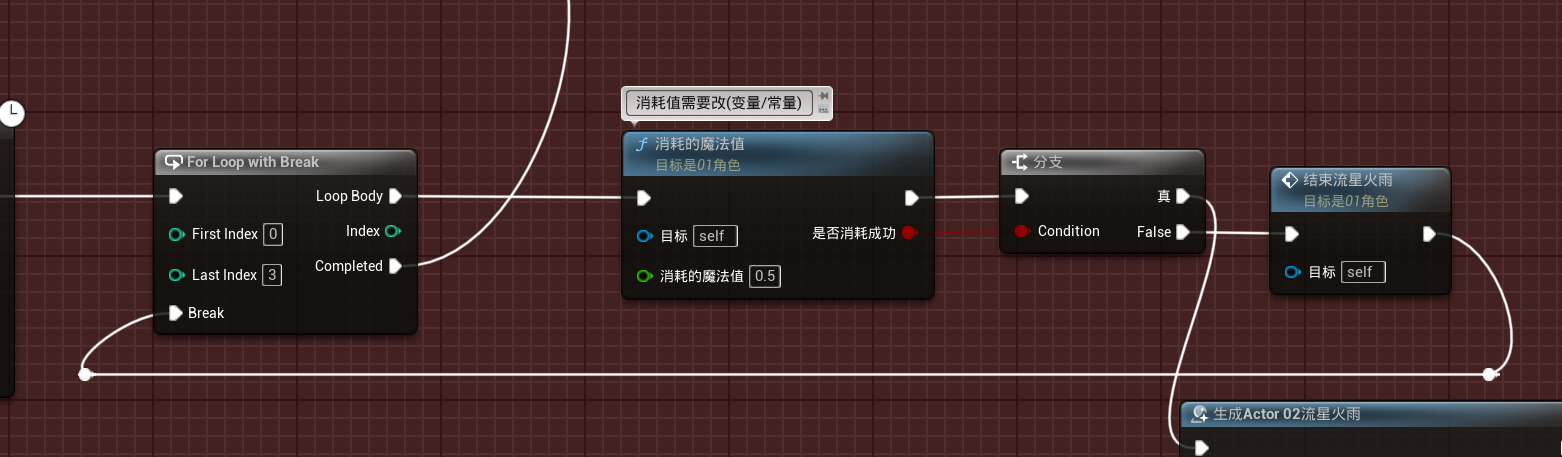 消耗值需要改(变量/常量)
For Loop with Break
Loop Body
First Index 0
Index
Last Index 3
Completed
Break
f 消耗的魔法值
目标是01角色
目标 self
是否消耗成功
消耗的魔法值 0.5
分支
真
Condition
False
结束流星火雨
目标是01角色
目标 self
生成Actor 02流星火雨